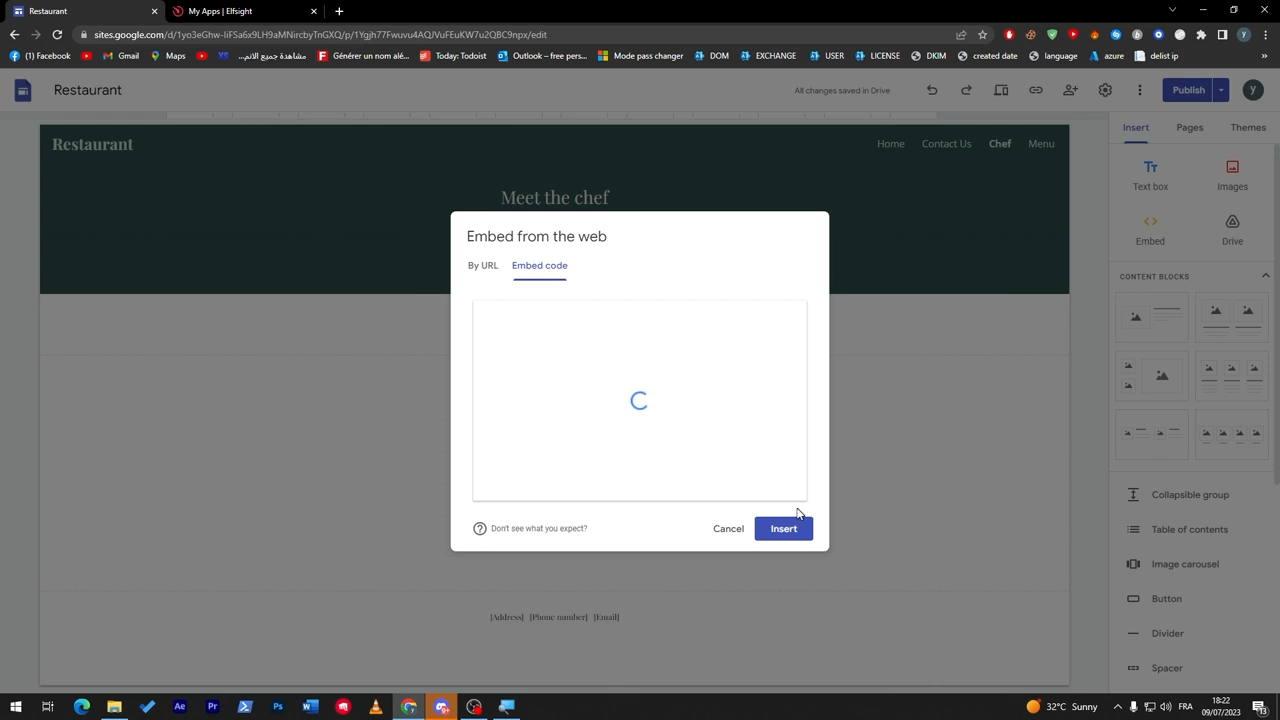 Restaurant
My Apps | Elfsight
sites.google.com/d/1yo3eGhw-IiFSa6x9LH9aMNircbyTnGXQ/p/1Ygjh77Fwuvu4AQJVuFEuKW7u2QBC9npx/edit
(1) Facebook
Gmail
Maps
مشاهدة جميع الانم...
Générer un nom alé...
Today: Todoist
Outlook – free pers...
Mode pass changer
DOM
EXCHANGE
USER
LICENSE
DKIM
created date
language
azure
delist ip
»
Restaurant
All changes saved in Drive
Publish
y
Insert
Pages
Themes
Restaurant
Home
Contact Us
Chef
Menu
Meet the chef
Text box
Images
Embed
Drive
Embed from the web
By URL
Embed code
CONTENT BLOCKS
Don't see what you expect?
Cancel
Insert
Collapsible group
Table of contents
Image carousel
Button
Divider
Spacer
[Address] [Phone number] [Email]
32°C Sunny
FRA
18:22
09/07/2023